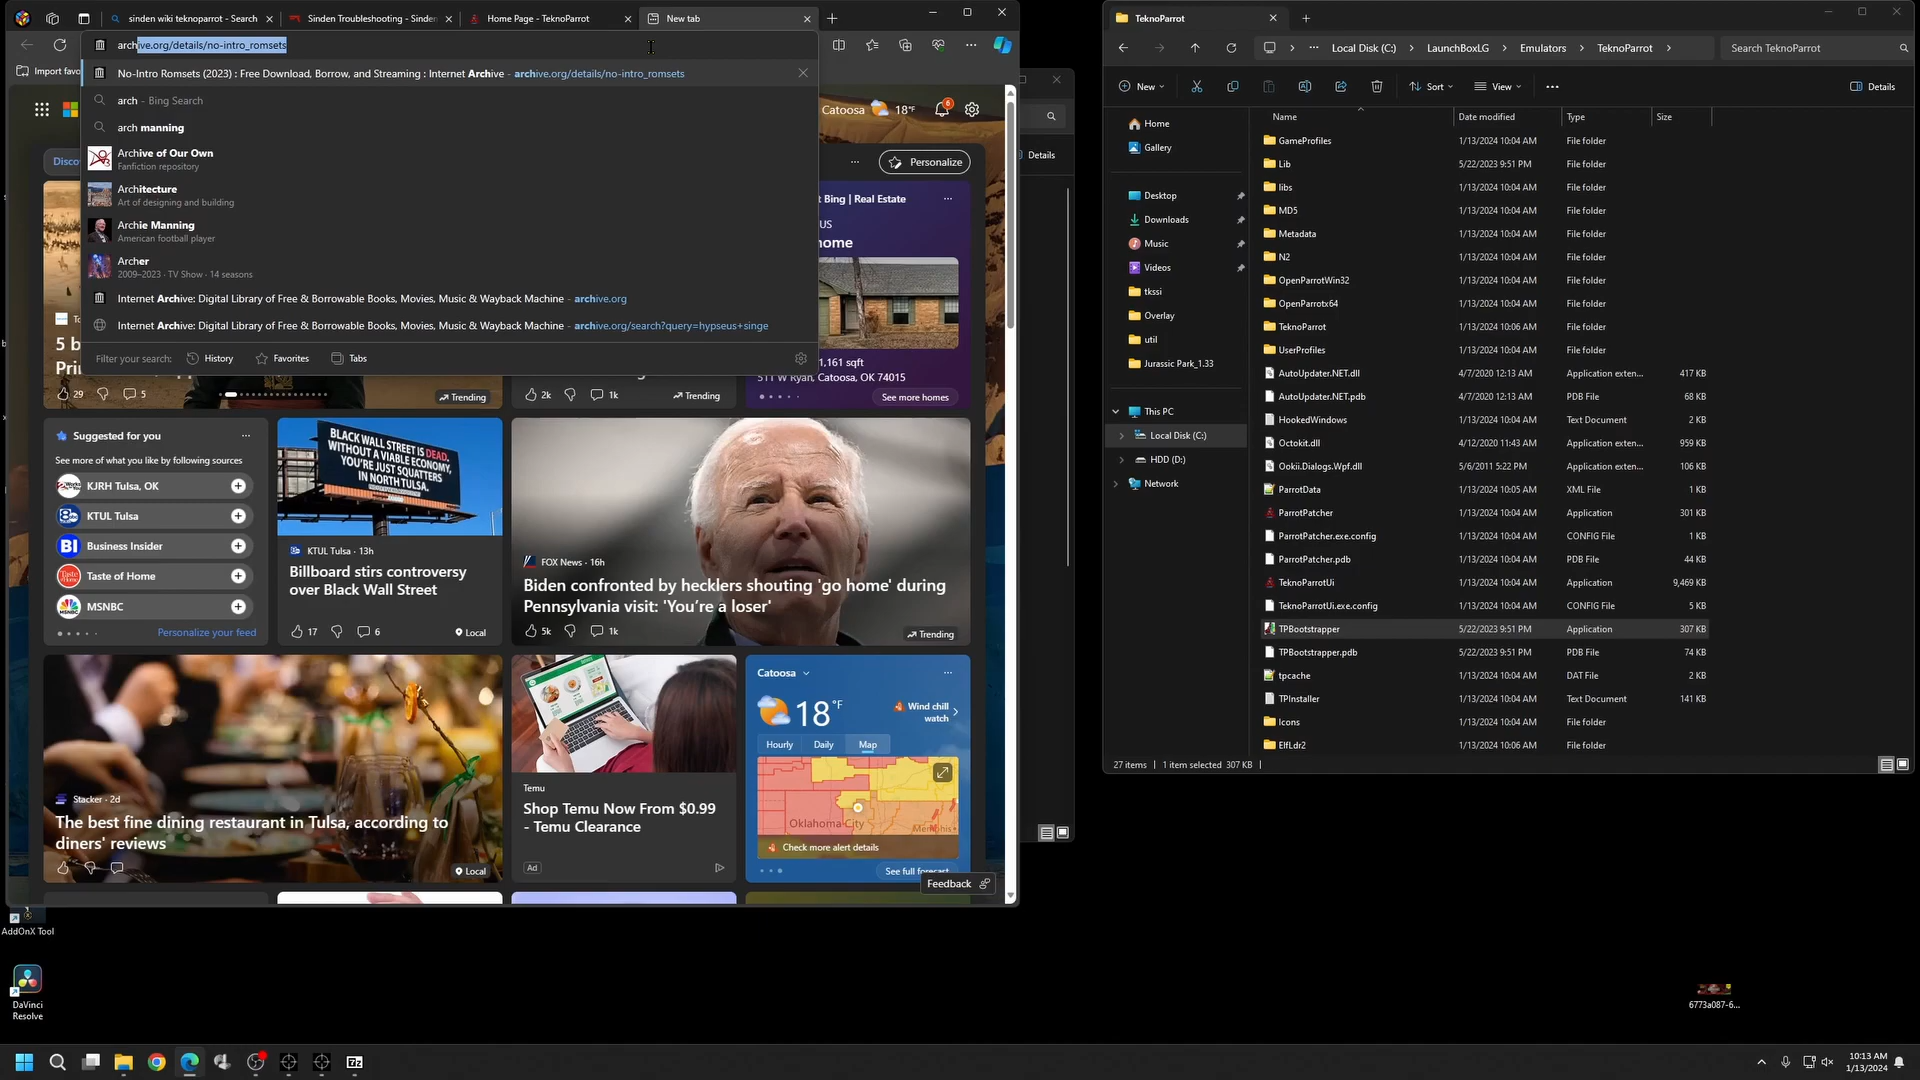 sinden wiki teknoparrot - Search
Sinden Troubleshooting - Sinden
Home Page - TeknoParrot
New tab
archive.org/details/no-intro_romsets
Import favo
No-Intro Romsets (2023) : Free Download, Borrow, and Streaming : Internet Archive - archive.org/details/no-intro_romsets
arch - Bing Search
arch manning
Archive of Our Own
Fanfiction repository
Architecture
Art of designing and building
Archie Manning
American football player
Archer
2009–2023 · TV Show · 14 seasons
Internet Archive: Digital Library of Free & Borrowable Books, Movies, Music & Wayback Machine - archive.org
Internet Archive: Digital Library of Free & Borrowable Books, Movies, Music & Wayback Machine - archive.org/search?query=hypseus+singe
Filter your search:
History
Favorites
Tabs
Catoosa
18°F
6
Disco
Personalize
t Bing | Real Estate
US
ome
1,161 sqft
511 W Ryan, Catoosa, OK 74015
See more homes
5 b
Prin
29
5
Trending
2k
1k
Trending
Suggested for you
See more of what you like by following sources
KJRH Tulsa, OK
KTUL Tulsa
Business Insider
Taste of Home
MSNBC
Personalize your feed
BLACK WALL STREET IS DEAD.
WITHOUT A VIABLE ECONOMY,
YOU'RE JUST SQUATTERS
IN NORTH TULSA.
KTUL Tulsa · 13h
Billboard stirs controversy
over Black Wall Street
17
6
Local
FOX News · 16h
Biden confronted by hecklers shouting 'go home' during
Pennsylvania visit: 'You're a loser'
5k
1k
Trending
Stacker · 2d
The best fine dining restaurant in Tulsa, according to
diners' reviews
Local
Temu
Shop Temu Now From $0.99
- Temu Clearance
Ad
Catoosa
18 °F
Wind chill
watch
Hourly
Daily
Map
Oklahoma City
Check more alert details
See full forecast
Feedback
Details
TeknoParrot
Local Disk (C:)
LaunchBoxLG
Emulators
TeknoParrot
Search TeknoParrot
New
Sort
View
Details
Name
Date modified
Type
Size
Home
Gallery
Desktop
Downloads
Music
Videos
tkssi
Overlay
util
Jurassic Park_1.33
This PC
Local Disk (C:)
HDD (D:)
Network
GameProfiles 1/13/2024 10:04 AM File folder
Lib 5/22/2023 9:51 PM File folder
libs 1/13/2024 10:04 AM File folder
MD5 1/13/2024 10:04 AM File folder
Metadata 1/13/2024 10:04 AM File folder
N2 1/13/2024 10:04 AM File folder
OpenParrotWin32 1/13/2024 10:04 AM File folder
OpenParrotx64 1/13/2024 10:04 AM File folder
TeknoParrot 1/13/2024 10:04 AM File folder
UserProfiles 1/13/2024 10:04 AM File folder
AutoUpdater.NET.dll 4/7/2020 12:13 AM Application exten... 417 KB
AutoUpdater.NET.pdb 4/7/2020 12:13 AM PDB File 68 KB
HookedWindows 1/13/2024 10:04 AM Text Document 2 KB
Octokit.dll 4/12/2020 11:43 AM Application exten... 959 KB
Ookii.Dialogs.Wpf.dll 5/6/2011 5:22 PM Application exten... 106 KB
ParrotData 1/13/2024 10:05 AM XML File 1 KB
ParrotPatcher 1/13/2024 10:04 AM Application 301 KB
ParrotPatcher.exe.config 1/13/2024 10:04 AM CONFIG File 1 KB
ParrotPatcher.pdb 1/13/2024 10:04 AM PDB File 44 KB
TeknoParrotUi 1/13/2024 10:04 AM Application 9,469 KB
TeknoParrotUi.exe.config 1/13/2024 10:04 AM CONFIG File 5 KB
TPBootstrapper 5/22/2023 9:51 PM Application 307 KB
TPBootstrapper.pdb 5/22/2023 9:51 PM PDB File 74 KB
tpcache 1/13/2024 10:04 AM DAT File 2 KB
TPInstaller 1/13/2024 10:04 AM Text Document 141 KB
Icons 1/13/2024 10:04 AM File folder
ElfLdr2 1/13/2024 10:06 AM File folder
27 items
1 item selected 307 KB
AddOnX Tool
DaVinci
Resolve
6773a087-6...
10:13 AM
1/13/2024